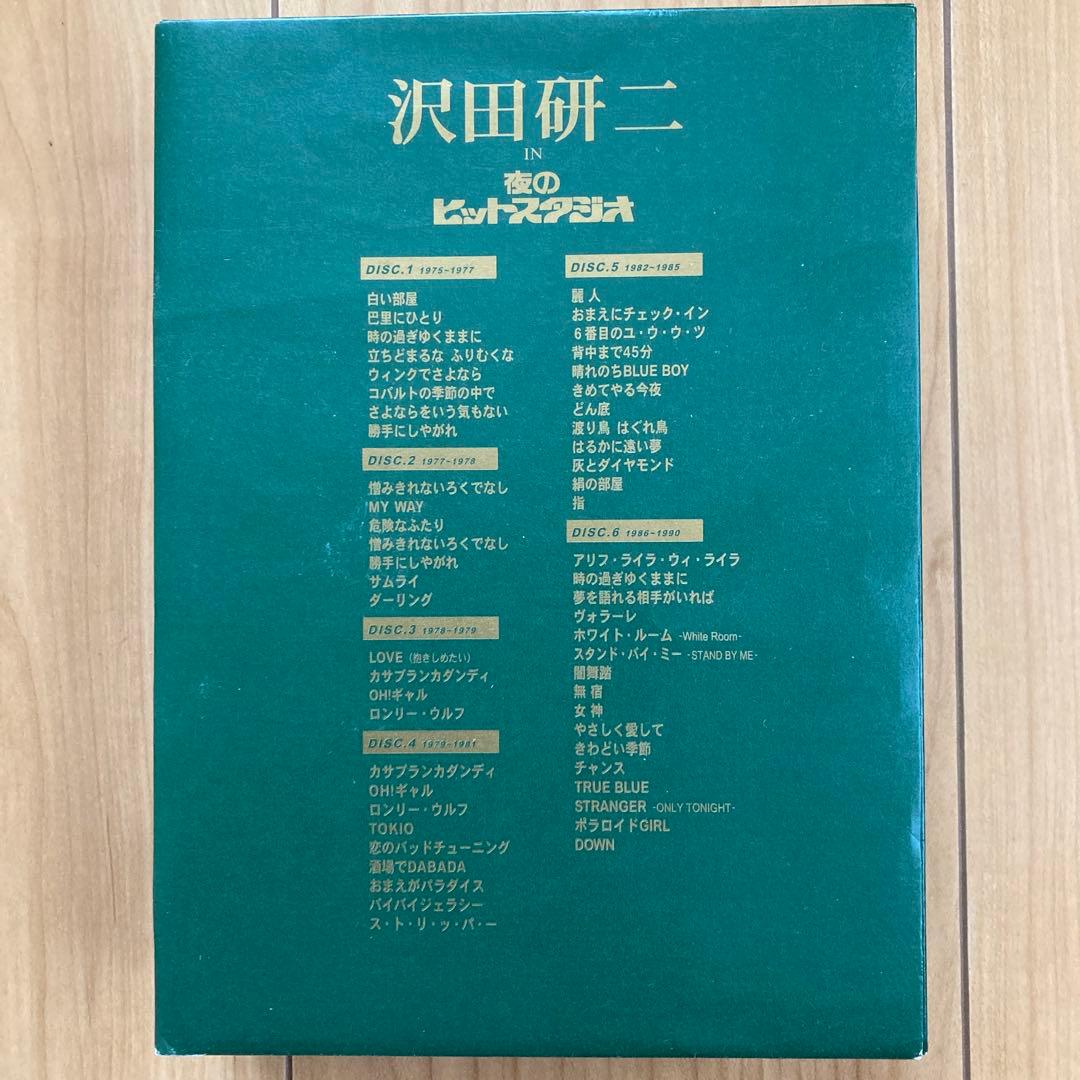 沢田研二
IN
夜の
ヒットスタジオ
DISC.1 1975~1977
白い部屋
巴里にひとり
時の過ぎゆくままに
立ちどまるな ふりむくな
ウィンクでさよなら
コバルトの季節の中で
さよならをいう気もない
勝手にしやがれ
DISC.2 1977~1978
憎みきれないろくでなし
MY WAY
危険なふたり
憎みきれないろくでなし
勝手にしやがれ
サムライ
ダーリング
DISC.3 1978~1979
LOVE (抱きしめたい)
カサブランカダンディ
OH!ギャル
ロンリー・ウルフ
DISC.4 1979~1981
カサブランカダンディ
OH!ギャル
ロンリー・ウルフ
TOKIO
恋のバッドチューニング
酒場でDABADA
おまえがパラダイス
バイバイジェラシー
ス・ト・リ・ッ・パ・ー
DISC.5 1982~1985
麗人
おまえにチェック・イン
6番目のユ・ウ・ウ・ツ
背中まで45分
晴れのちBLUE BOY
きめてやる今夜
どん底
渡り鳥 はぐれ鳥
はるかに遠い夢
灰とダイヤモンド
絹の部屋
指
DISC.6 1986~1990
アリフ・ライラ・ウィ・ライラ
時の過ぎゆくままに
夢を語れる相手がいれば
ヴォラーレ
ホワイト・ルーム -White Room-
スタンド・バイ・ミー -STAND BY ME-
闇舞踏
無宿
女神
やさしく愛して
きわどい季節
チャンス
TRUE BLUE
STRANGER -ONLY TONIGHT-
ポラロイドGIRL
DOWN